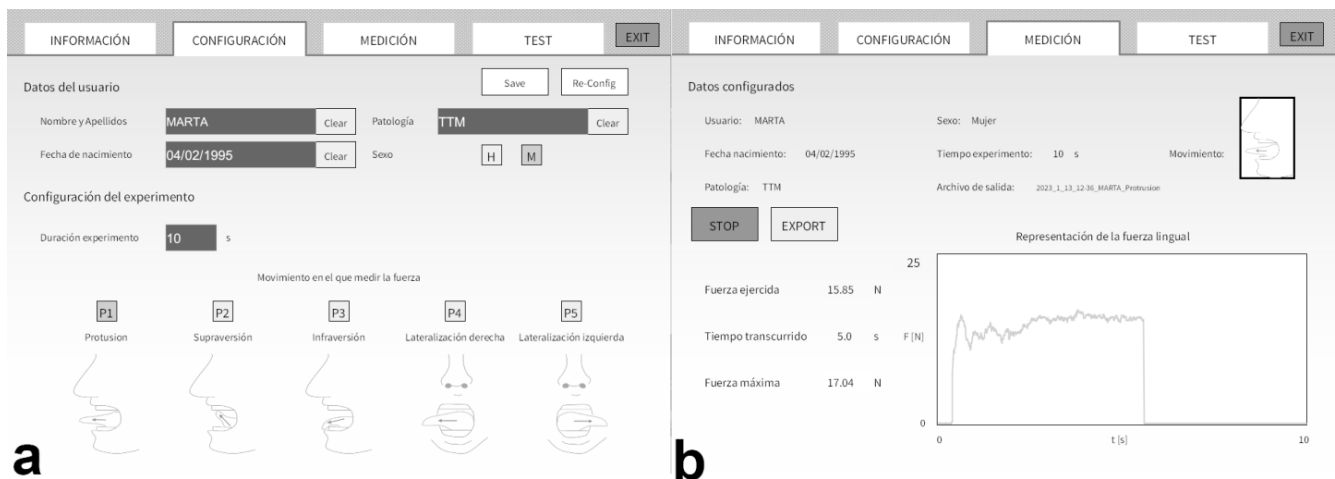 INFORMACIÓN CONFIGURACIÓN MEDICIÓN TEST EXIT
Datos del usuario Save Re-Config
Nombre y Apellidos MARTA Clear Patología TTM Clear
Fecha de nacimiento 04/02/1995 Clear Sexo H M
Configuración del experimento
Duración experimento 10 s
Movimiento en el que medir la fuerza
P1 P2 P3 P4 P5
Protusion Supraversión Infraversión Lateralización derecha Lateralización izquierda
a
INFORMACIÓN CONFIGURACIÓN MEDICIÓN TEST EXIT
Datos configurados
Usuario: MARTA Sexo: Mujer
Fecha nacimiento: 04/02/1995 Tiempo experimento: 10 s Movimiento:
Patología: TTM Archivo de salida: 2023_1_13_12-36_MARTA_Protrusion
STOP EXPORT
Representación de la fuerza lingual
25
Fuerza ejercida 15.85 N
Tiempo transcurrido 5.0 s F [N]
Fuerza máxima 17.04 N
0
0 t [s] 10
b